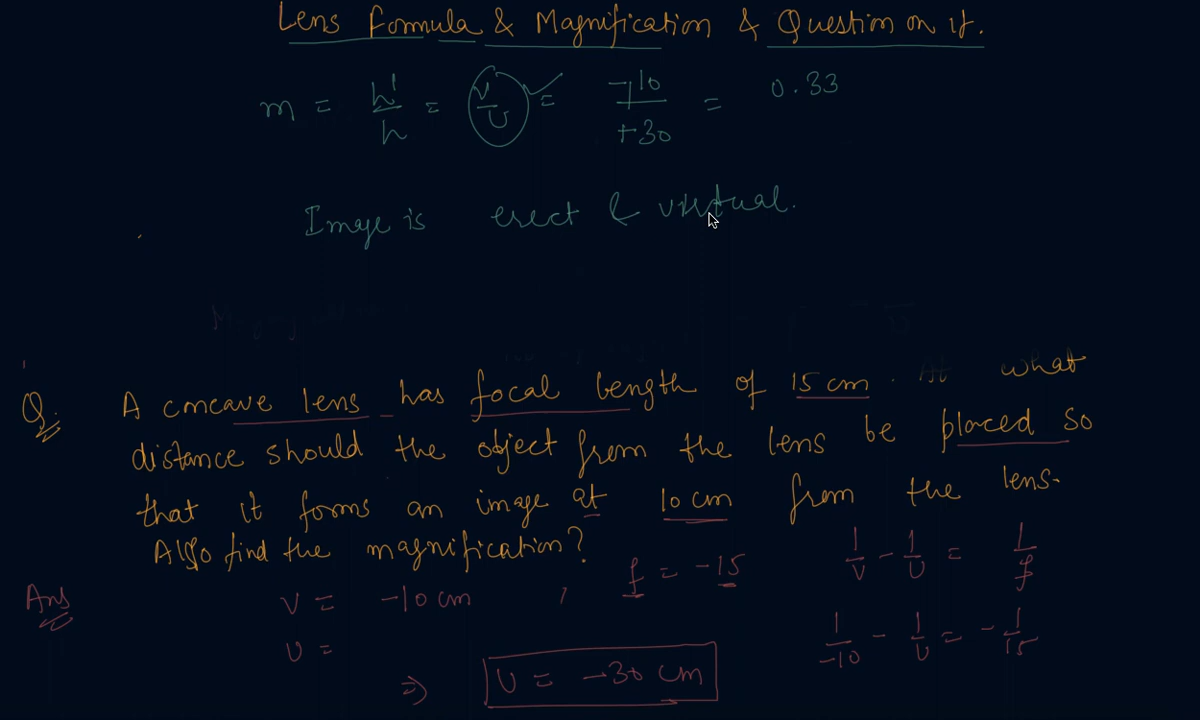 Lens Formula & Magnification & Question on it.
m = h'/h = v/u = -10/+30 = 0.33
Image is erect & virtual.
Q. A concave lens has focal length of 15 cm. At what
distance should the object from the lens be placed so
that it forms an image at 10 cm from the lens.
Also find the magnification?
1/v - 1/u = 1/f
Ans v = -10 cm , f = -15
1/-10 - 1/u = -1/15
u =
⇒ u = -30 cm